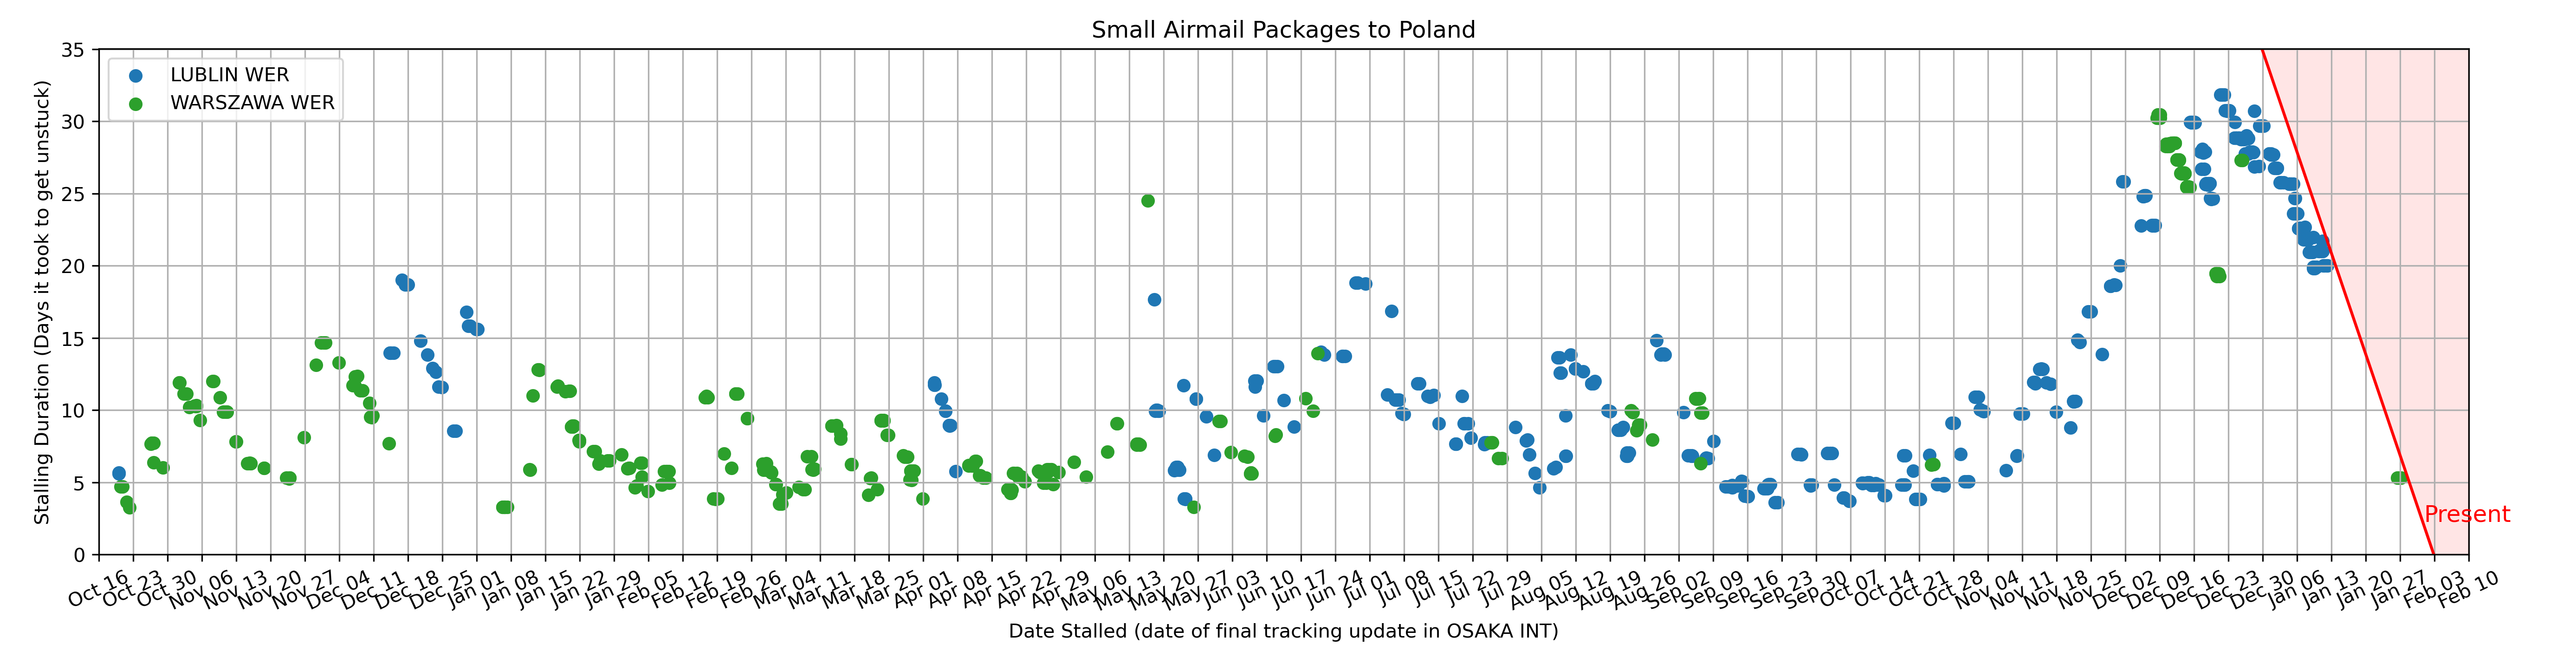 Small Airmail Packages to Poland
LUBLIN WER
WARSZAWA WER
Stalling Duration (Days it took to get unstuck)
35
30
25
20
15
10
5
0
Present
Oct 16
Oct 23
Oct 30
Nov 06
Nov 13
Nov 20
Nov 27
Dec 04
Dec 11
Dec 18
Dec 25
Jan 01
Jan 08
Jan 15
Jan 22
Jan 29
Feb 05
Feb 12
Feb 19
Feb 26
Mar 04
Mar 11
Mar 18
Mar 25
Apr 01
Apr 08
Apr 15
Apr 22
Apr 29
May 06
May 13
May 20
May 27
Jun 03
Jun 10
Jun 17
Jun 24
Jul 01
Jul 08
Jul 15
Jul 22
Jul 29
Aug 05
Aug 12
Aug 19
Aug 26
Sep 02
Sep 09
Sep 16
Sep 23
Sep 30
Oct 07
Oct 14
Oct 21
Oct 28
Nov 04
Nov 11
Nov 18
Nov 25
Dec 02
Dec 09
Dec 16
Dec 23
Dec 30
Jan 06
Jan 13
Jan 20
Jan 27
Feb 03
Feb 10
Date Stalled (date of final tracking update in OSAKA INT)